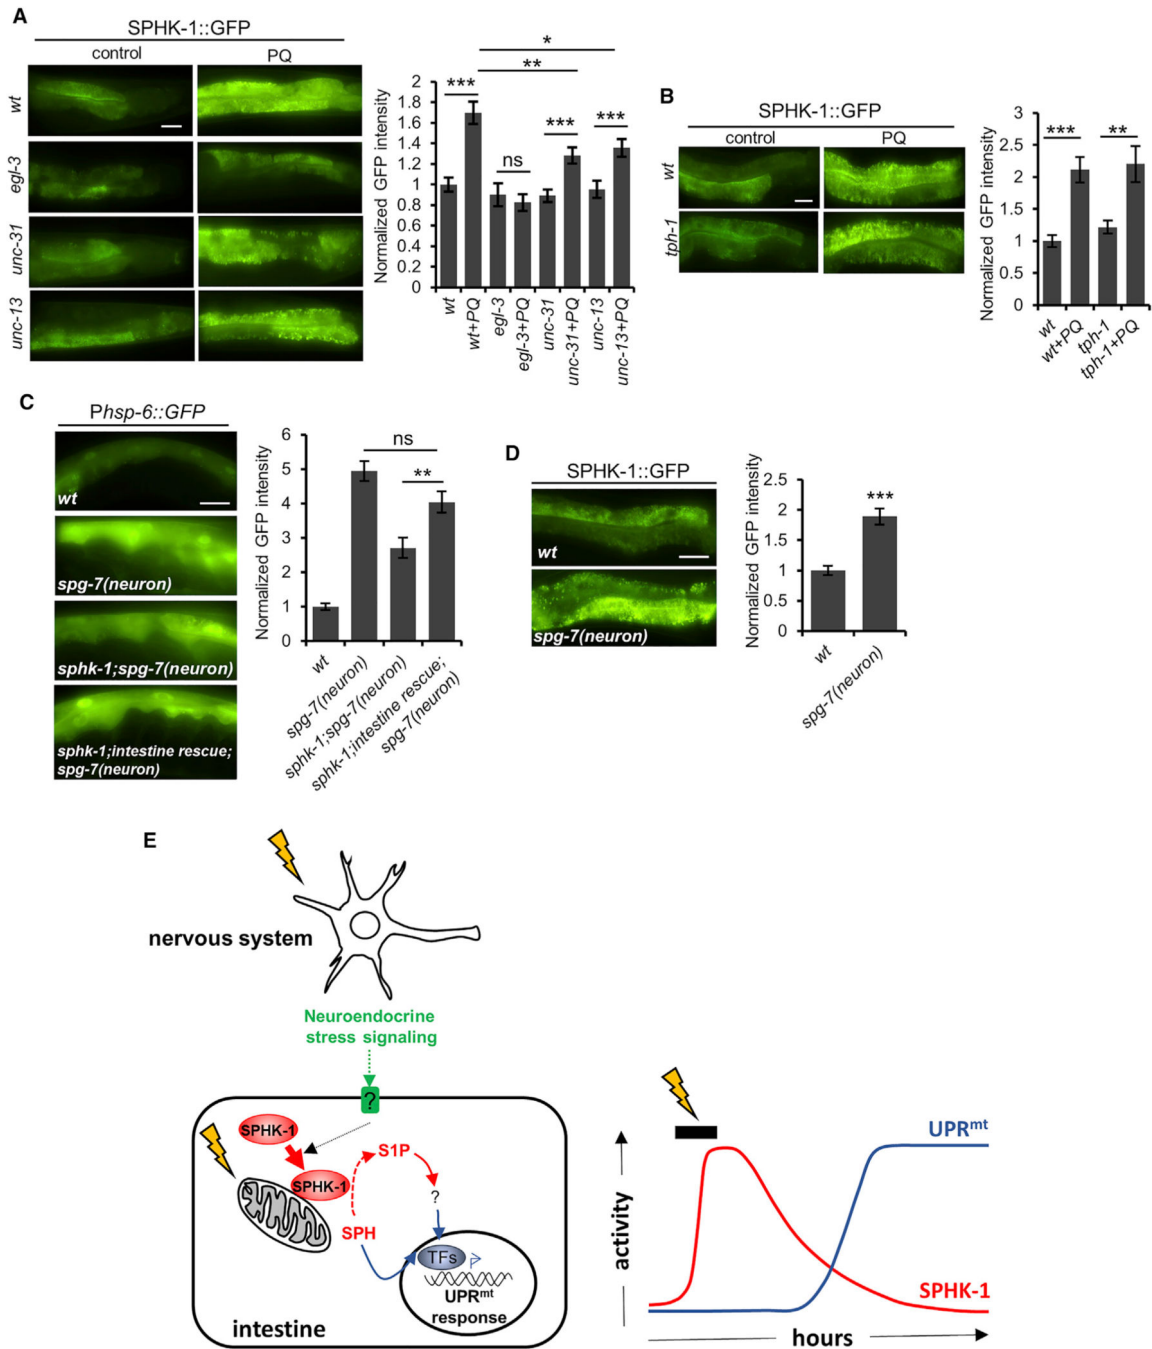 A
SPHK-1::GFP
control PQ
wt
egl-3
unc-31
unc-13
Normalized GFP intensity
2
1.8
1.6
1.4
1.2
1
0.8
0.6
0.4
0.2
0
*
**
***
ns
***
***
wt
wt+PQ
egl-3
egl-3+PQ
unc-31
unc-31+PQ
unc-13
unc-13+PQ
B
SPHK-1::GFP
control PQ
wt
tph-1
Normalized GFP intensity
3
2.5
2
1.5
1
0.5
0
***
**
wt
wt+PQ
tph-1
tph-1+PQ
C
Phsp-6::GFP
wt
spg-7(neuron)
sphk-1;spg-7(neuron)
sphk-1;intestine rescue;
spg-7(neuron)
Normalized GFP intensity
6
5
4
3
2
1
0
ns
**
wt
spg-7(neuron)
sphk-1;spg-7(neuron)
sphk-1;intestine rescue;
spg-7(neuron)
D
SPHK-1::GFP
wt
spg-7(neuron)
Normalized GFP intensity
2.5
2
1.5
1
0.5
0
***
wt
spg-7(neuron)
E
nervous system
Neuroendocrine
stress signaling
?
SPHK-1
SPHK-1
S1P
?
SPH
TFs
UPRmt
response
intestine
activity
UPRmt
SPHK-1
hours